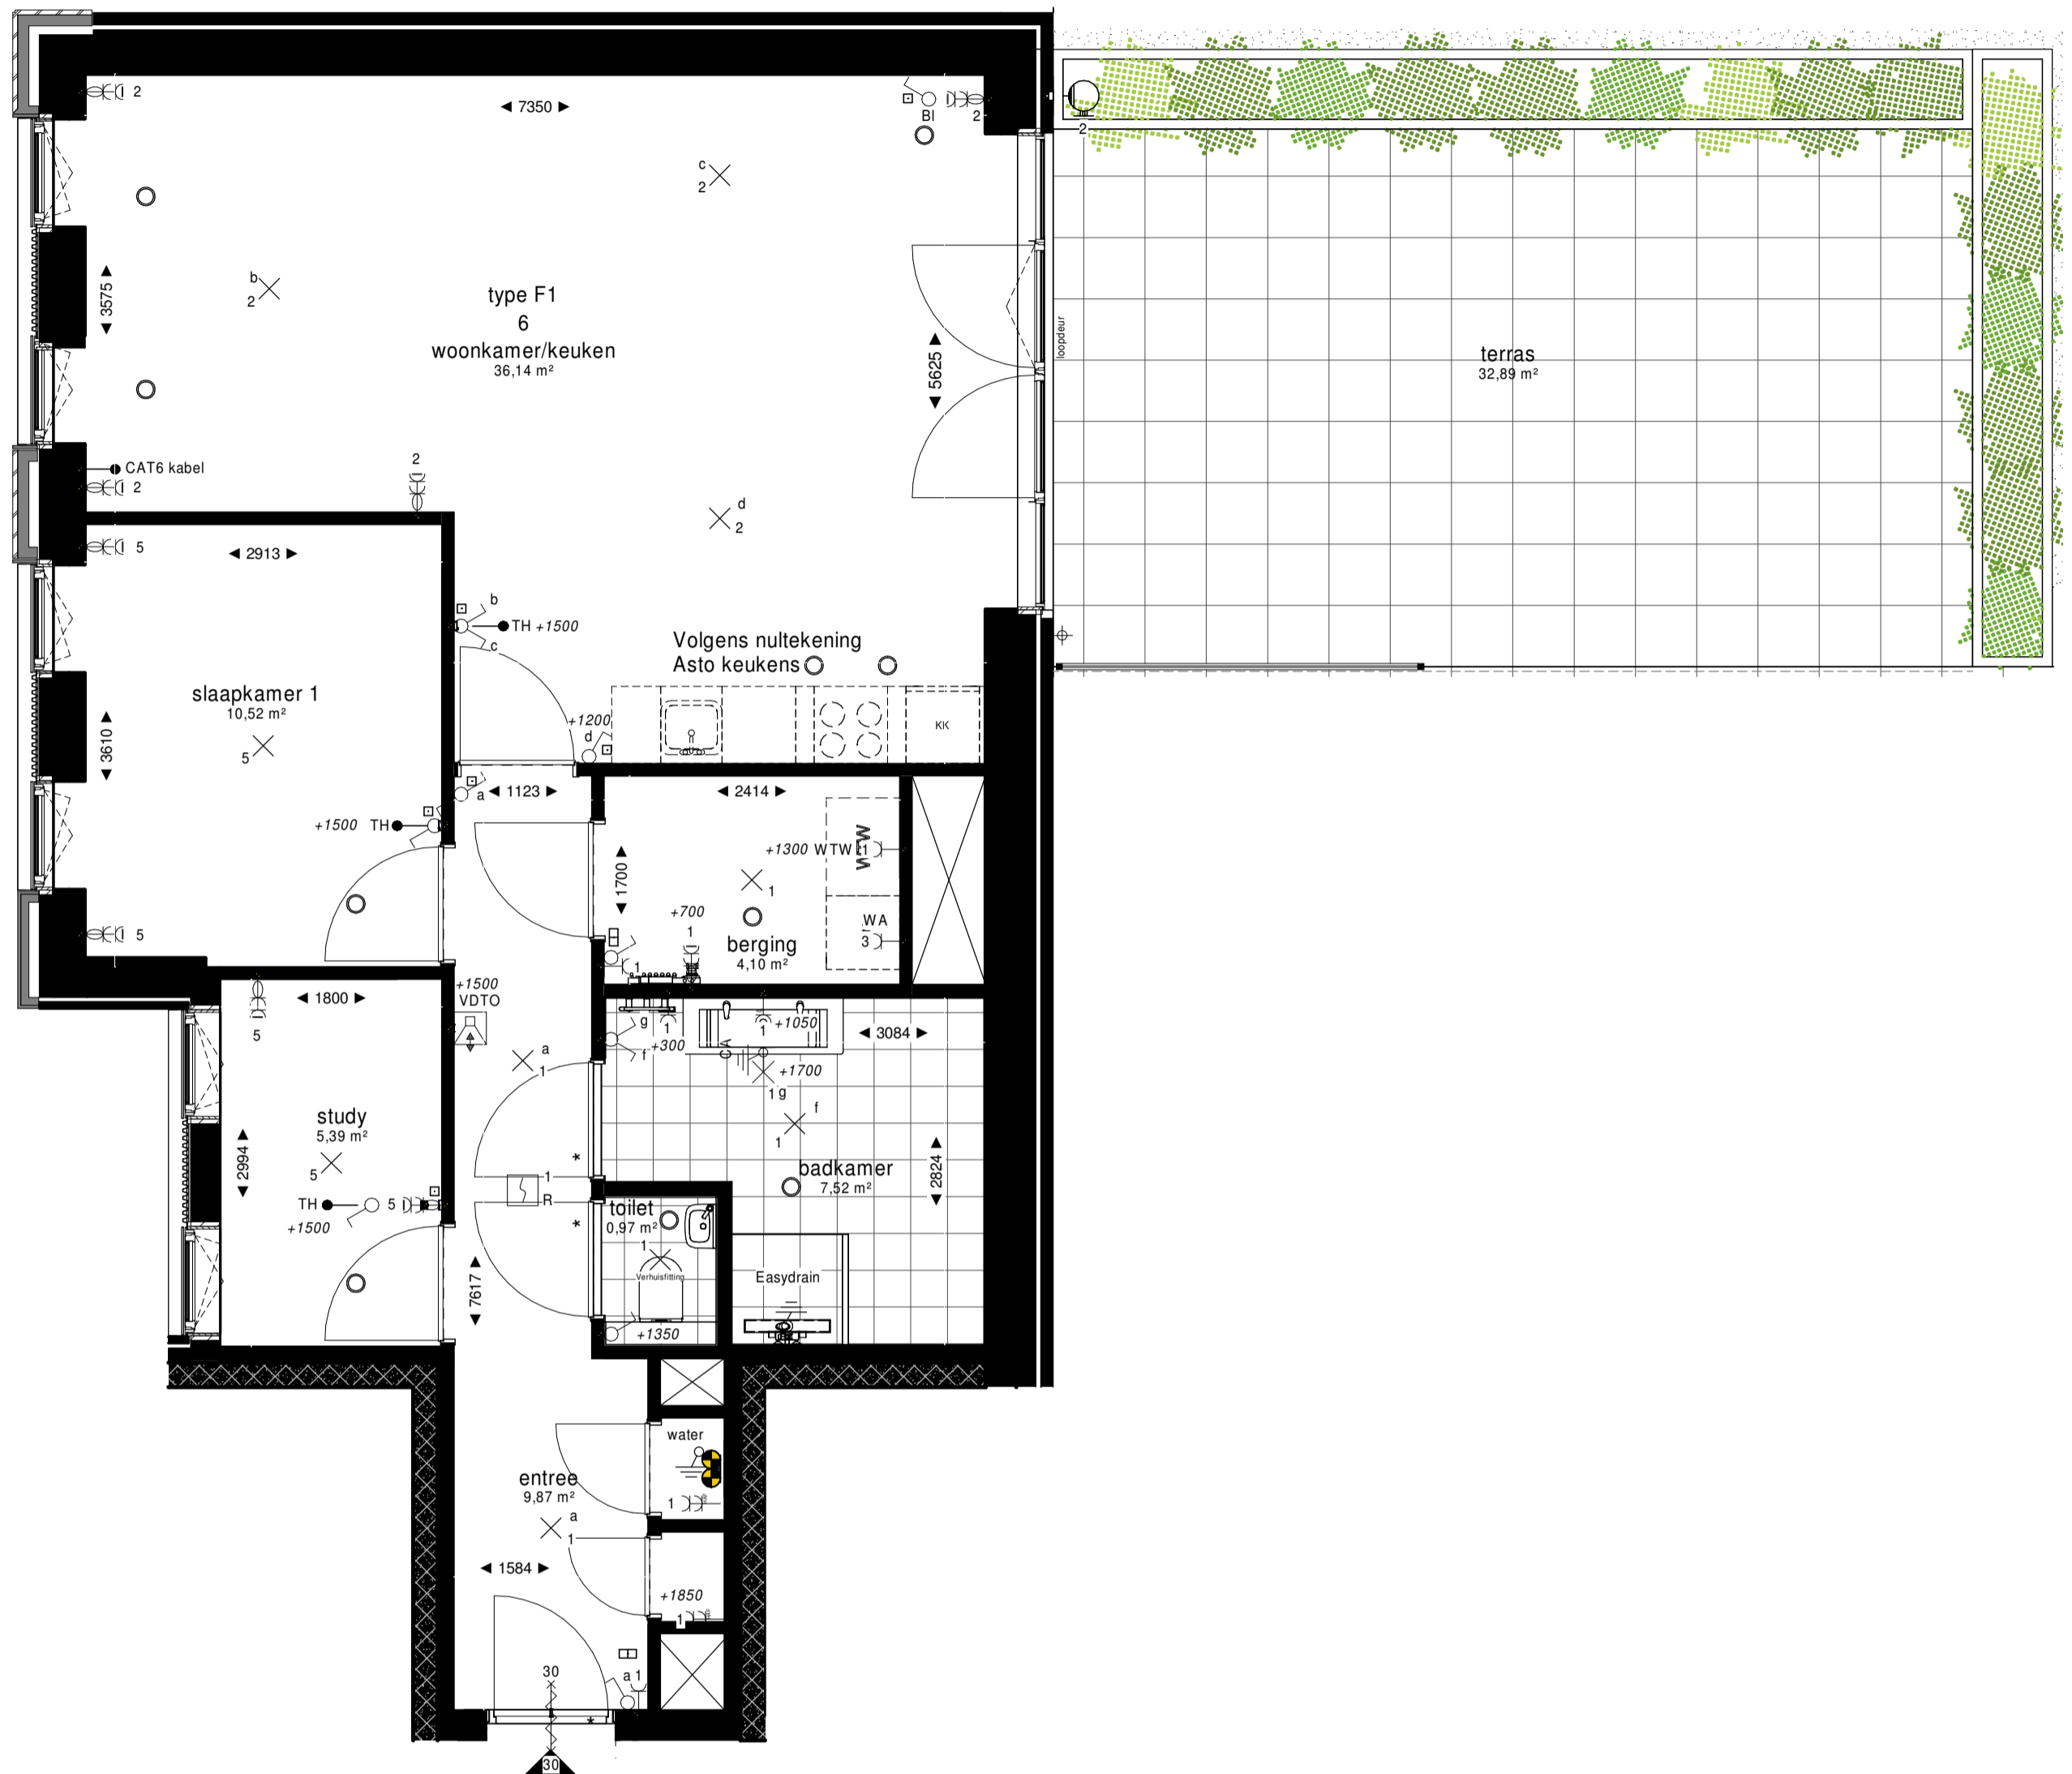 2
7350
BI
2
2
c
2
b
2
3575
type F1
6
woonkamer/keuken
36,14 m²
5625
loopdeur
terras
32,89 m²
CAT6 kabel
2
2
d
2
5
2913
b
TH +1500
c
Volgens nultekening
Asto keukens
slaapkamer 1
10,52 m²
5
3610
+1200
d
KK
a
1123
2414
+1500 TH
1700
+1300 WTW 1
WTW
1
+700
1
WA
3
berging
4,10 m²
1
5
+1500
VDTO
1800
5
g
f
1
+300
CA
1
+1050
3084
+1700
1 g
f
1
a
1
study
5,39 m²
5
2994
badkamer
7,52 m²
2824
*
1
R
*
TH
5
+1500
toilet
0,97 m²
1
Verhuisfitting
+1350
Easydrain
7617
water
1
entree
9,87 m²
a
1
1584
+1850
1
30
a 1
*
30